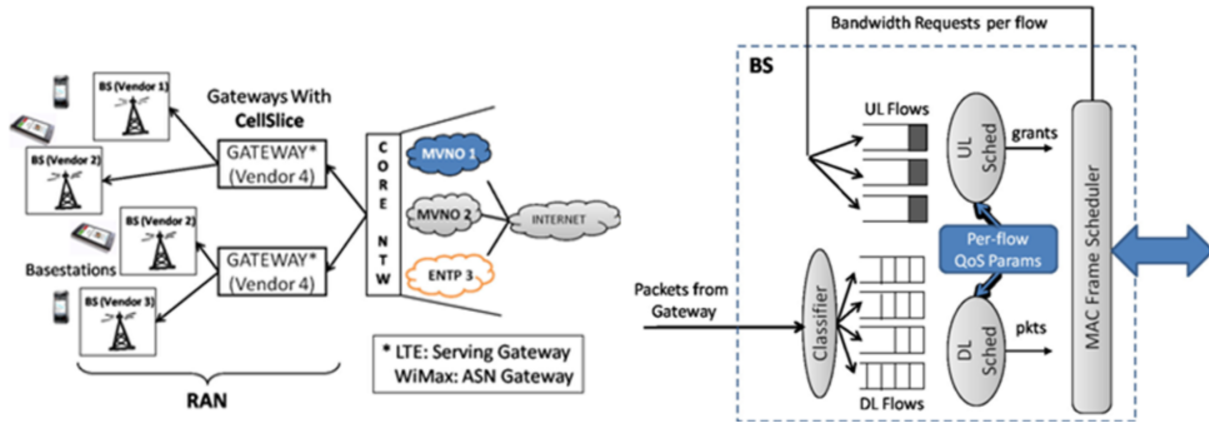 BS (Vendor 1)
Gateways With
CellSlice
BS (Vendor 2)
GATEWAY*
(Vendor 4)
BS (Vendor 2)
Basestations
GATEWAY*
(Vendor 4)
BS (Vendor 3)
RAN
CORE NTW
MVNO 1
MVNO 2
INTERNET
ENTP 3
* LTE: Serving Gateway
WiMax: ASN Gateway
Bandwidth Requests per flow
BS
UL Flows
UL
Sched
grants
Per-flow
QoS Params
Packets from
Gateway
Classifier
DL Flows
DL
Sched
pkts
MAC Frame Scheduler